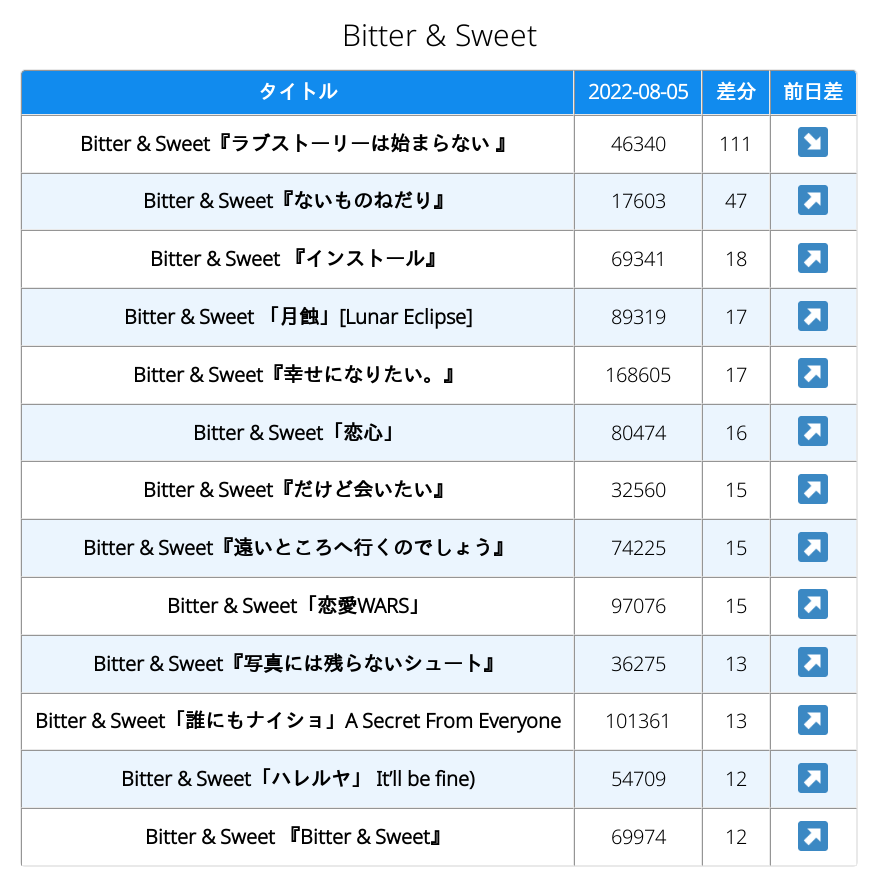 Bitter & Sweet
タイトル 2022-08-05 差分 前日差
Bitter & Sweet『ラブストーリーは始まらない 』 46340 111 ↘
Bitter & Sweet『ないものねだり』 17603 47 ↗
Bitter & Sweet 『インストール』 69341 18 ↗
Bitter & Sweet 「月蝕」[Lunar Eclipse] 89319 17 ↗
Bitter & Sweet『幸せになりたい。』 168605 17 ↗
Bitter & Sweet「恋心」 80474 16 ↗
Bitter & Sweet『だけど会いたい』 32560 15 ↗
Bitter & Sweet『遠いところへ行くのでしょう』 74225 15 ↗
Bitter & Sweet「恋愛WARS」 97076 15 ↗
Bitter & Sweet『写真には残らないシュート』 36275 13 ↗
Bitter & Sweet「誰にもナイショ」A Secret From Everyone 101361 13 ↗
Bitter & Sweet「ハレルヤ」 It’ll be fine) 54709 12 ↗
Bitter & Sweet 『Bitter & Sweet』 69974 12 ↗